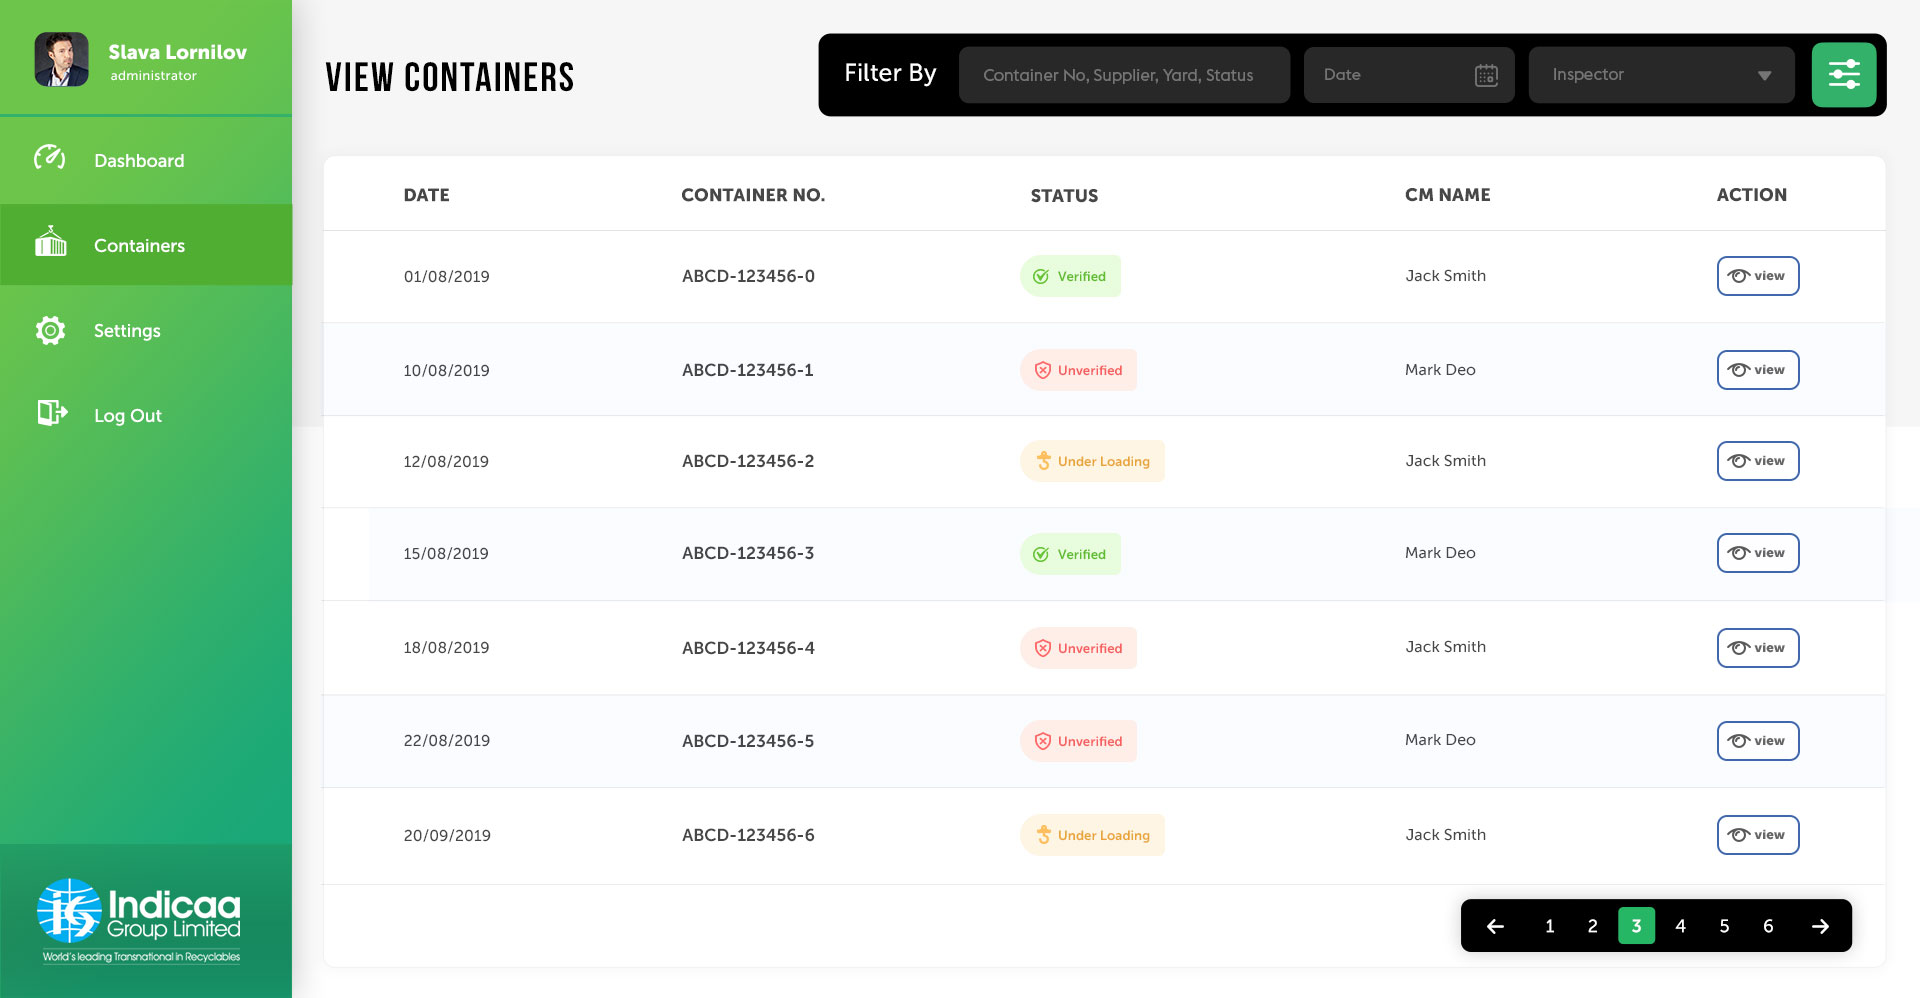 Slava Lornilov
administrator
Dashboard
Containers
Settings
Log Out
Indicaa
Group Limited
World's leading Transnational in Recyclables
VIEW CONTAINERS
Filter By Container No, Supplier, Yard, Status Date Inspector
DATE CONTAINER NO. STATUS CM NAME ACTION
01/08/2019 ABCD-123456-0 Verified Jack Smith view
10/08/2019 ABCD-123456-1 Unverified Mark Deo view
12/08/2019 ABCD-123456-2 Under Loading Jack Smith view
15/08/2019 ABCD-123456-3 Verified Mark Deo view
18/08/2019 ABCD-123456-4 Unverified Jack Smith view
22/08/2019 ABCD-123456-5 Unverified Mark Deo view
20/09/2019 ABCD-123456-6 Under Loading Jack Smith view
1 2 3 4 5 6